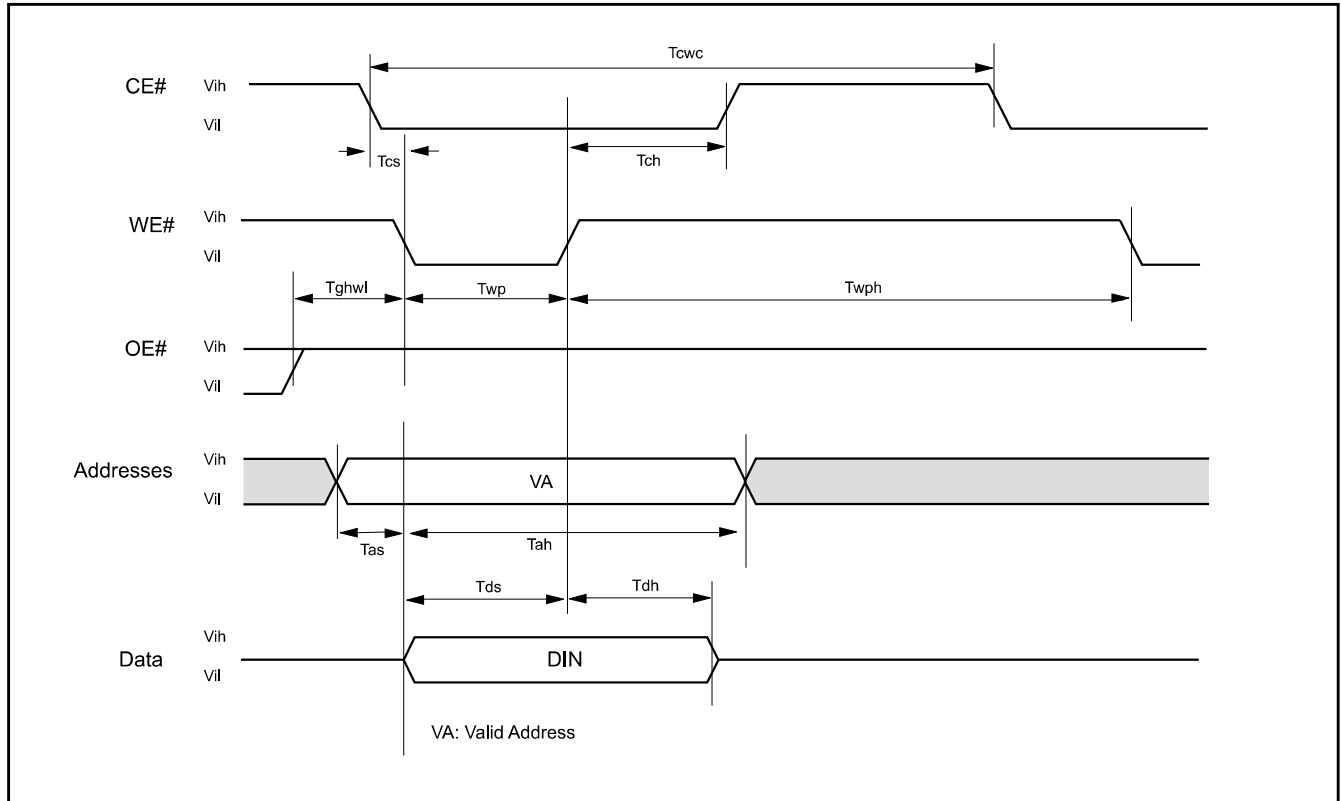 Tcwc
CE#
Vih
Vil
Tcs
Tch
WE#
Vih
Vil
Tghwl
Twp
Twph
OE#
Vih
Vil
Addresses
Vih
Vil
VA
Tas
Tah
Tds
Tdh
Data
Vih
Vil
DIN
VA: Valid Address